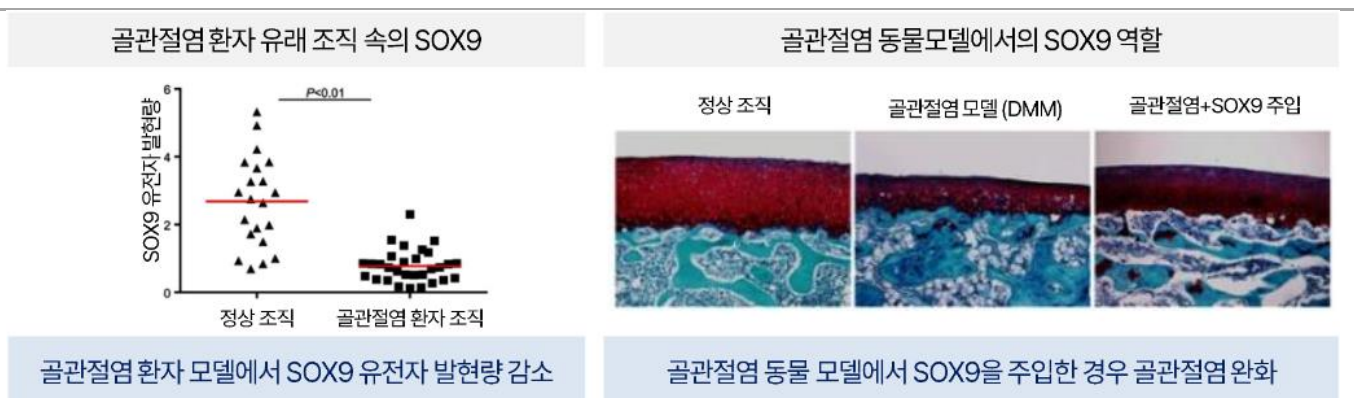 골관절염 환자 유래 조직 속의 SOX9
골관절염 동물모델에서의 SOX9 역할
SOX9 유전자 발현량
6
4
2
0
P<0.01
정상 조직
골관절염 환자 조직
정상 조직
골관절염 모델 (DMM)
골관절염+SOX9 주입
골관절염 환자 모델에서 SOX9 유전자 발현량 감소
골관절염 동물 모델에서 SOX9을 주입한 경우 골관절염 완화